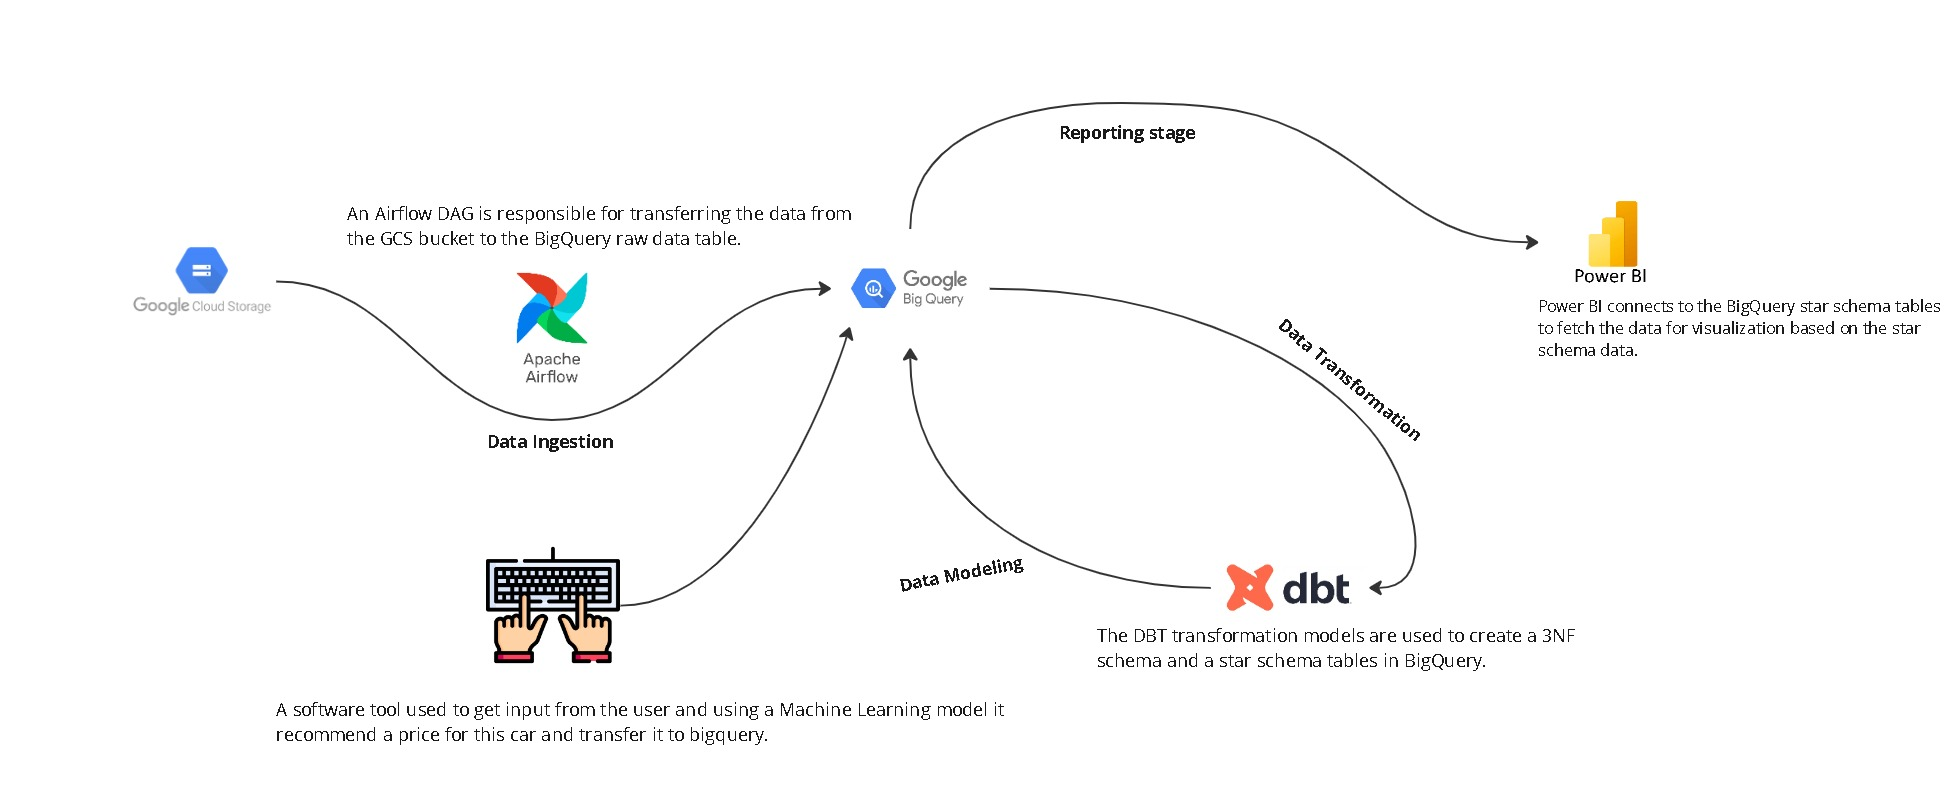 Reporting stage
An Airflow DAG is responsible for transferring the data from
the GCS bucket to the BigQuery raw data table.
Google Cloud Storage
Apache
Airflow
Data Ingestion
Google
Big Query
Data Transformation
Power BI
Power BI connects to the BigQuery star schema tables
to fetch the data for visualization based on the star
schema data.
Data Modeling
dbt
The DBT transformation models are used to create a 3NF
schema and a star schema tables in BigQuery.
A software tool used to get input from the user and using a Machine Learning model it
recommend a price for this car and transfer it to bigquery.